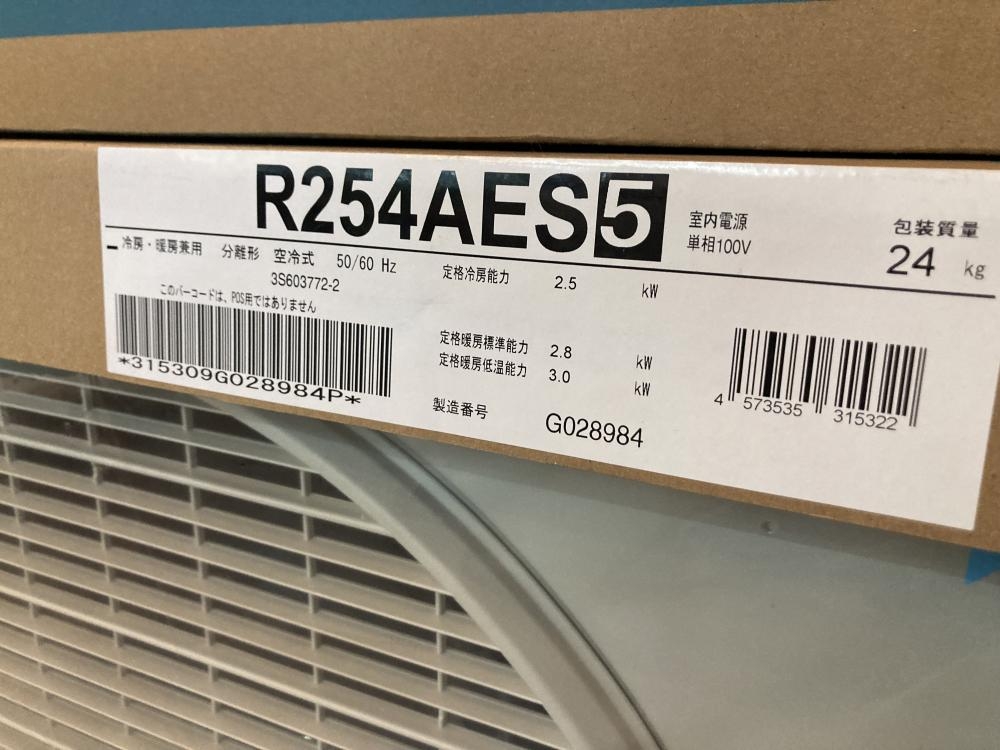 R254AES5
室内電源
単相100V
包装質量
24 kg
冷房・暖房兼用 分離形 空冷式 50/60 Hz
3S603772-2
定格冷房能力 2.5 kW
このバーコードは、POS用ではありません
*315309G028984P*
定格暖房標準能力 2.8 kW
定格暖房低温能力 3.0 kW
製造番号 G028984
4 573535 315322